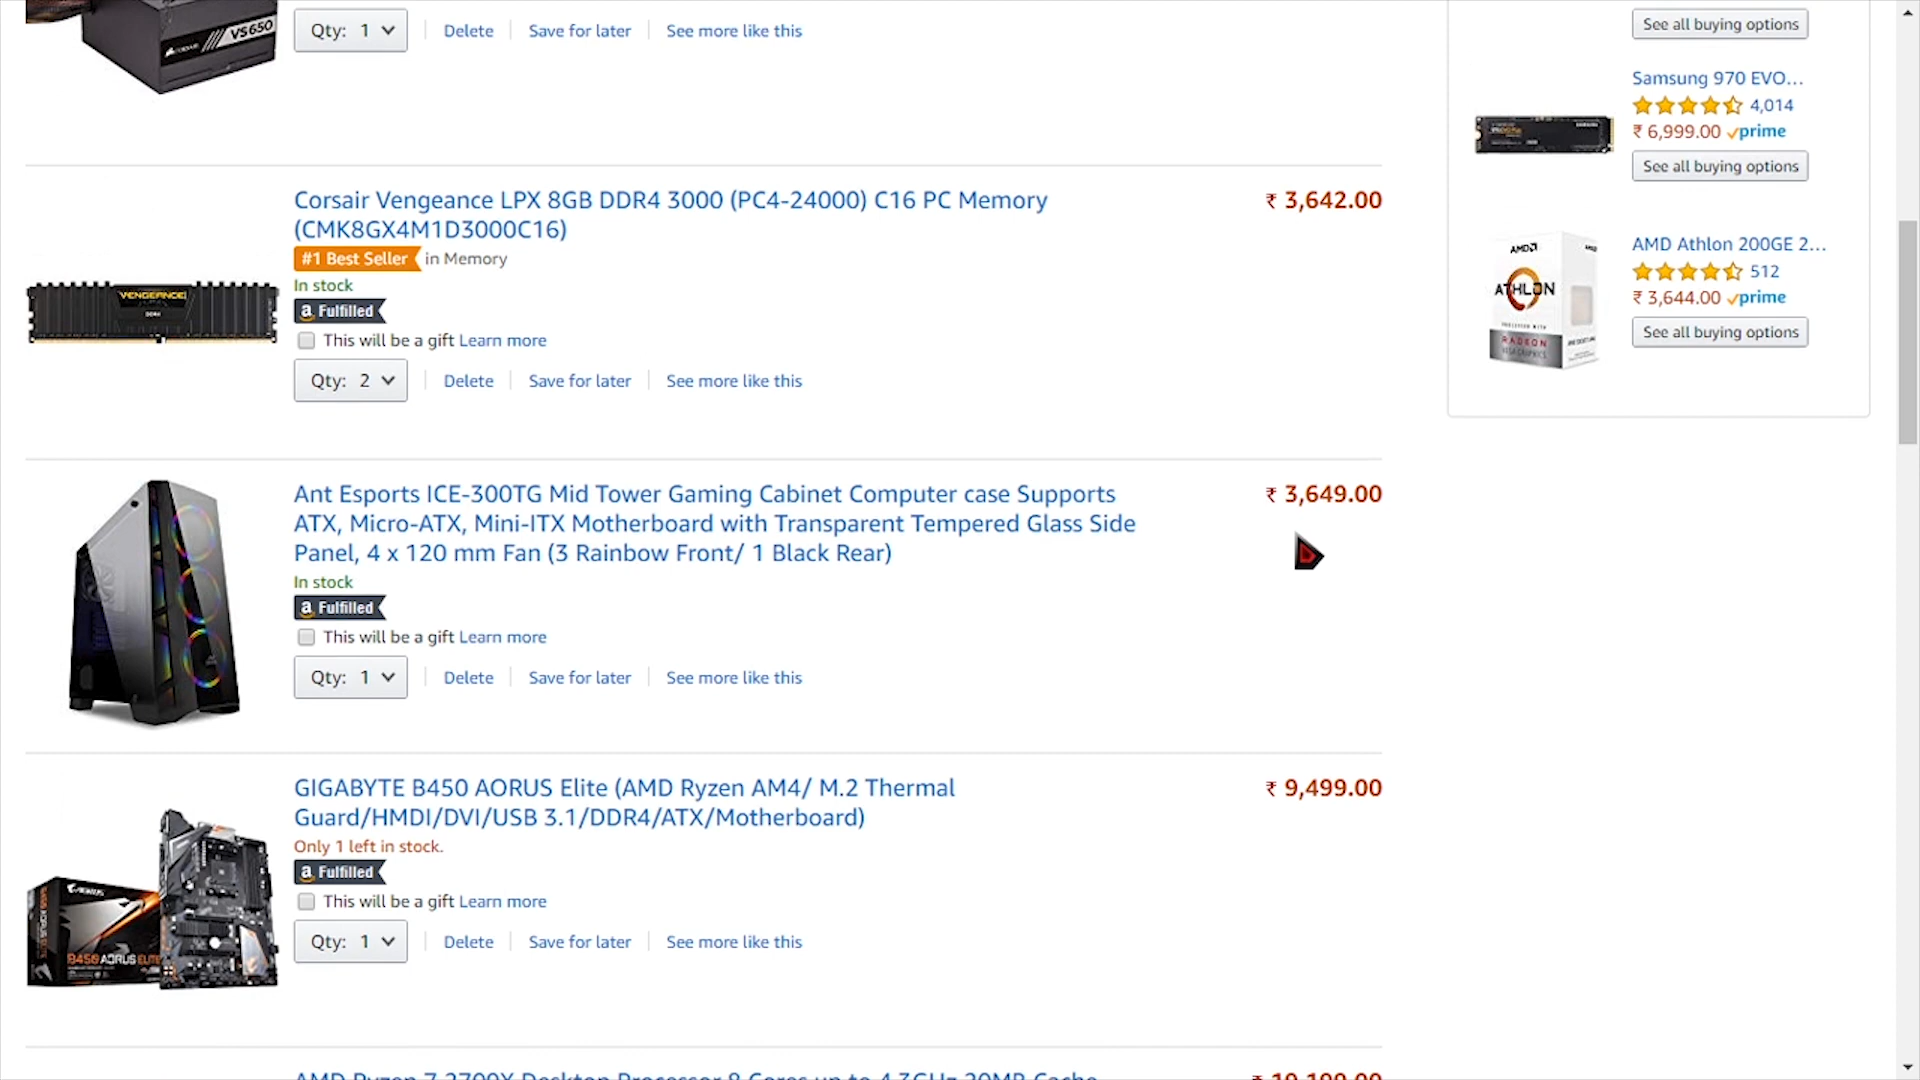 VS650
Qty: 1
Delete
Save for later
See more like this
See all buying options
Samsung 970 EVO...
4,014
₹ 6,999.00 prime
See all buying options
AMD Athlon 200GE 2...
512
₹ 3,644.00 prime
See all buying options
AMD
ATHLON
RADEON
Corsair Vengeance LPX 8GB DDR4 3000 (PC4-24000) C16 PC Memory
(CMK8GX4M1D3000C16)
₹ 3,642.00
#1 Best Seller in Memory
In stock
a Fulfilled
This will be a gift Learn more
Qty: 2
Delete
Save for later
See more like this
VENGEANCE
Ant Esports ICE-300TG Mid Tower Gaming Cabinet Computer case Supports
ATX, Micro-ATX, Mini-ITX Motherboard with Transparent Tempered Glass Side
Panel, 4 x 120 mm Fan (3 Rainbow Front/ 1 Black Rear)
₹ 3,649.00
In stock
a Fulfilled
This will be a gift Learn more
Qty: 1
Delete
Save for later
See more like this
GIGABYTE B450 AORUS Elite (AMD Ryzen AM4/ M.2 Thermal
Guard/HMDI/DVI/USB 3.1/DDR4/ATX/Motherboard)
₹ 9,499.00
Only 1 left in stock.
a Fulfilled
This will be a gift Learn more
Qty: 1
Delete
Save for later
See more like this
AORUS
B450 AORUS ELITE
AMD Ryzen 7 2700X Desktop Processor 8 Cores up to 4.3GHz 20MB Cache
₹ 19,199.00